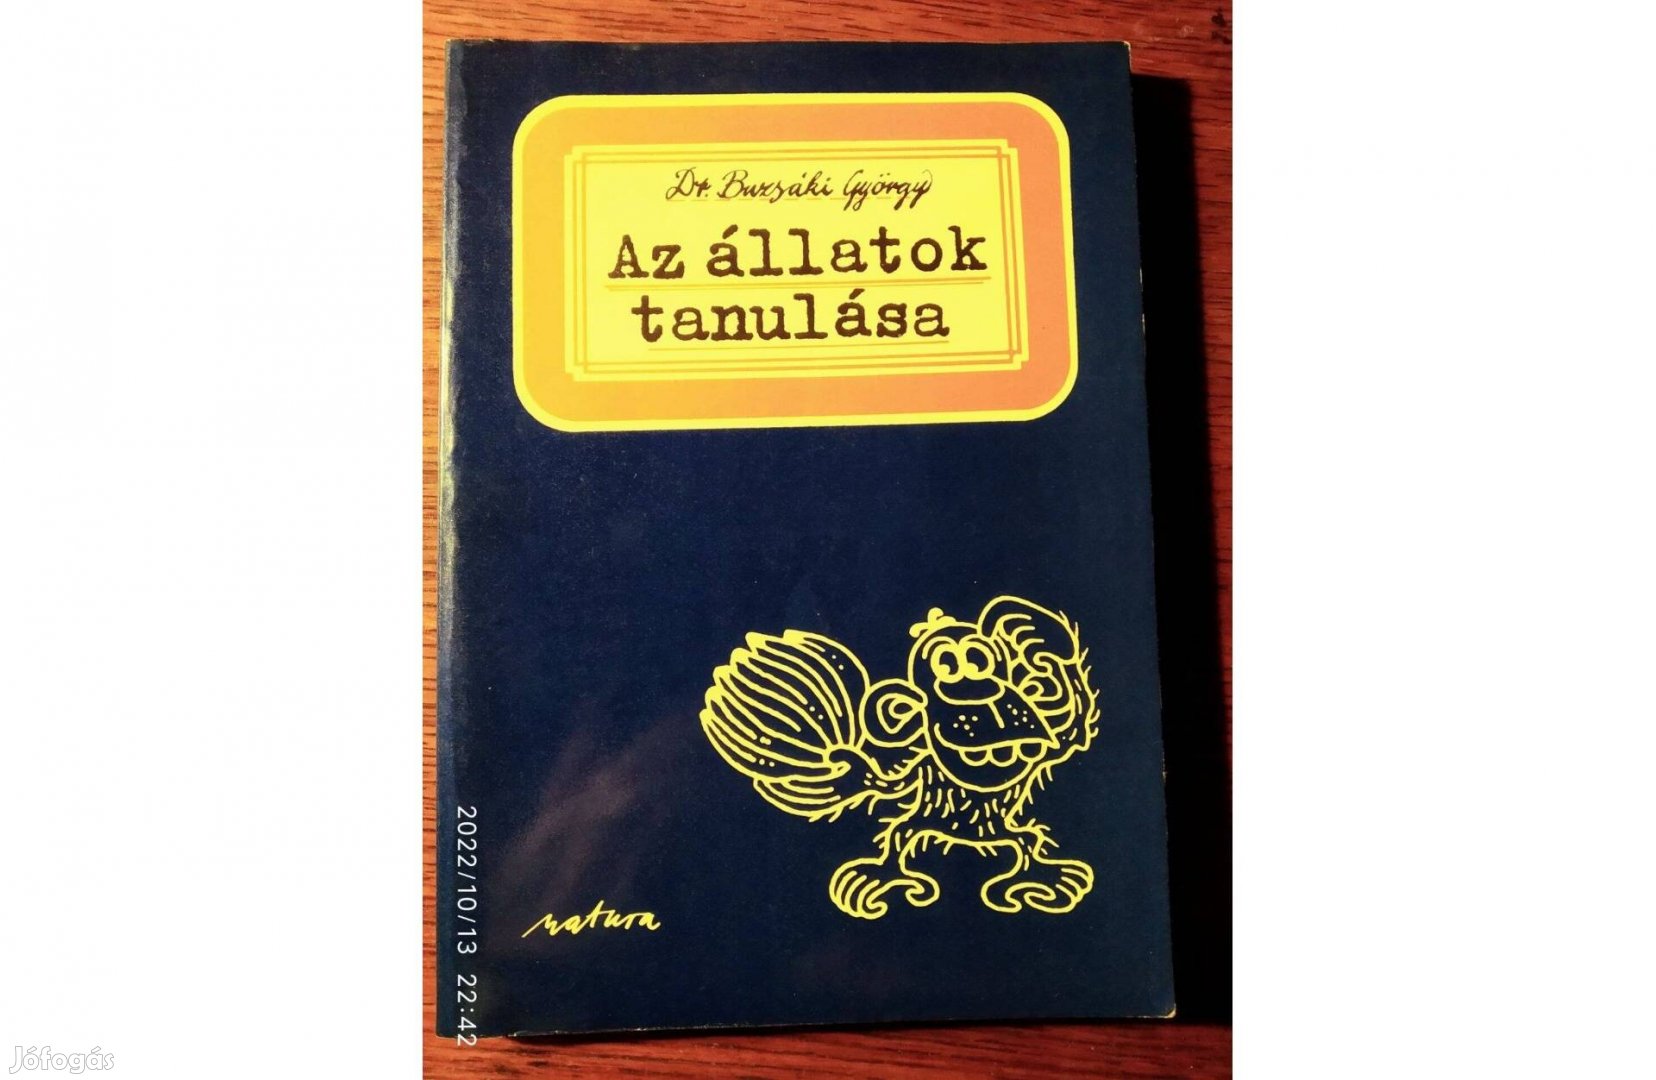 Dr. Buzsáki György
Az állatok
tanulása
natura
2022/10/13 22:42
Jófogás